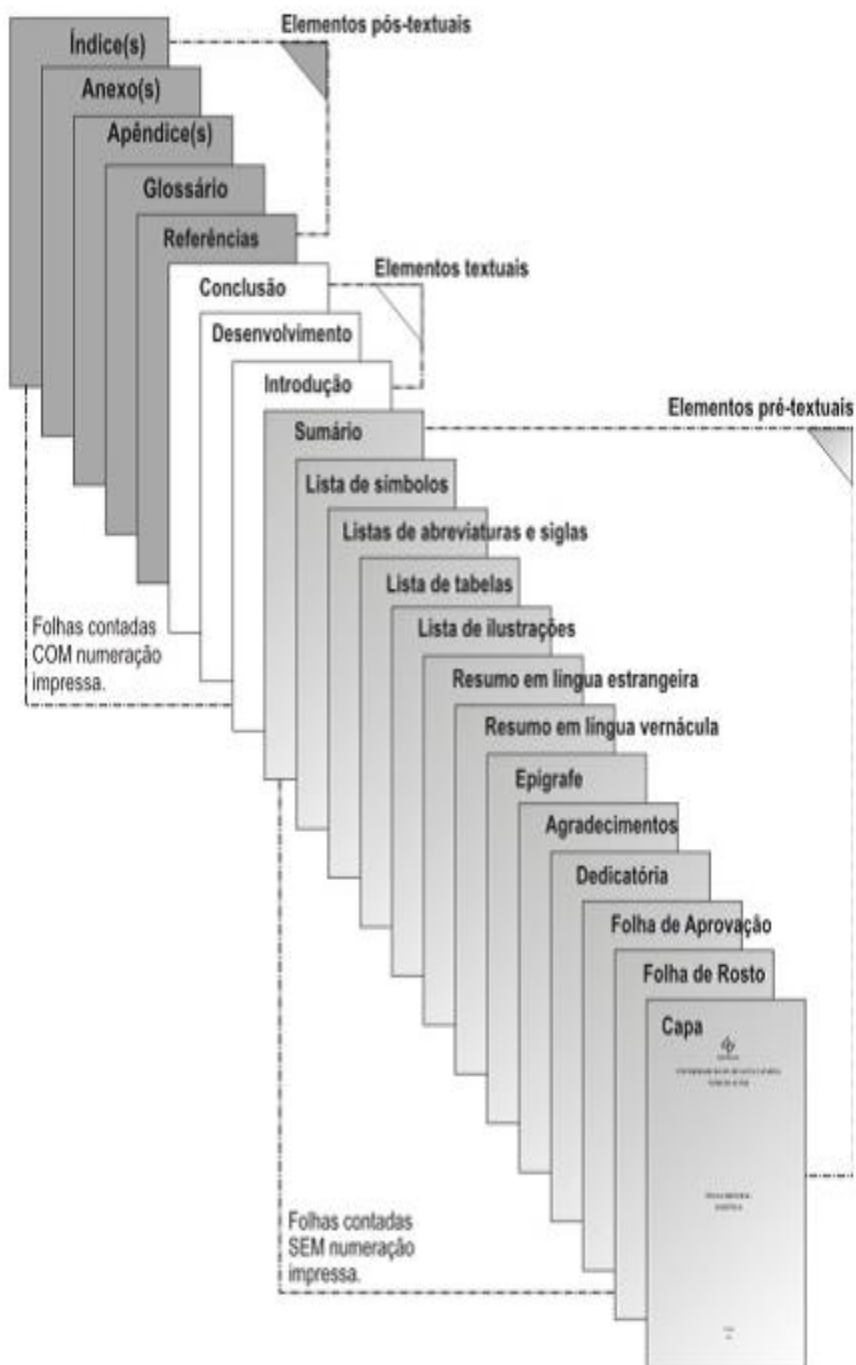 Elementos pós-textuais
Índice(s)
Anexo(s)
Apêndice(s)
Glossário
Referências
Elementos textuais
Conclusão
Desenvolvimento
Introdução
Elementos pré-textuais
Sumário
Lista de símbolos
Listas de abreviaturas e siglas
Lista de tabelas
Lista de ilustrações
Folhas contadas
COM numeração
impressa.
Resumo em língua estrangeira
Resumo em língua vernácula
Epígrafe
Agradecimentos
Dedicatória
Folha de Aprovação
Folha de Rosto
Capa
Folhas contadas
SEM numeração
impressa.